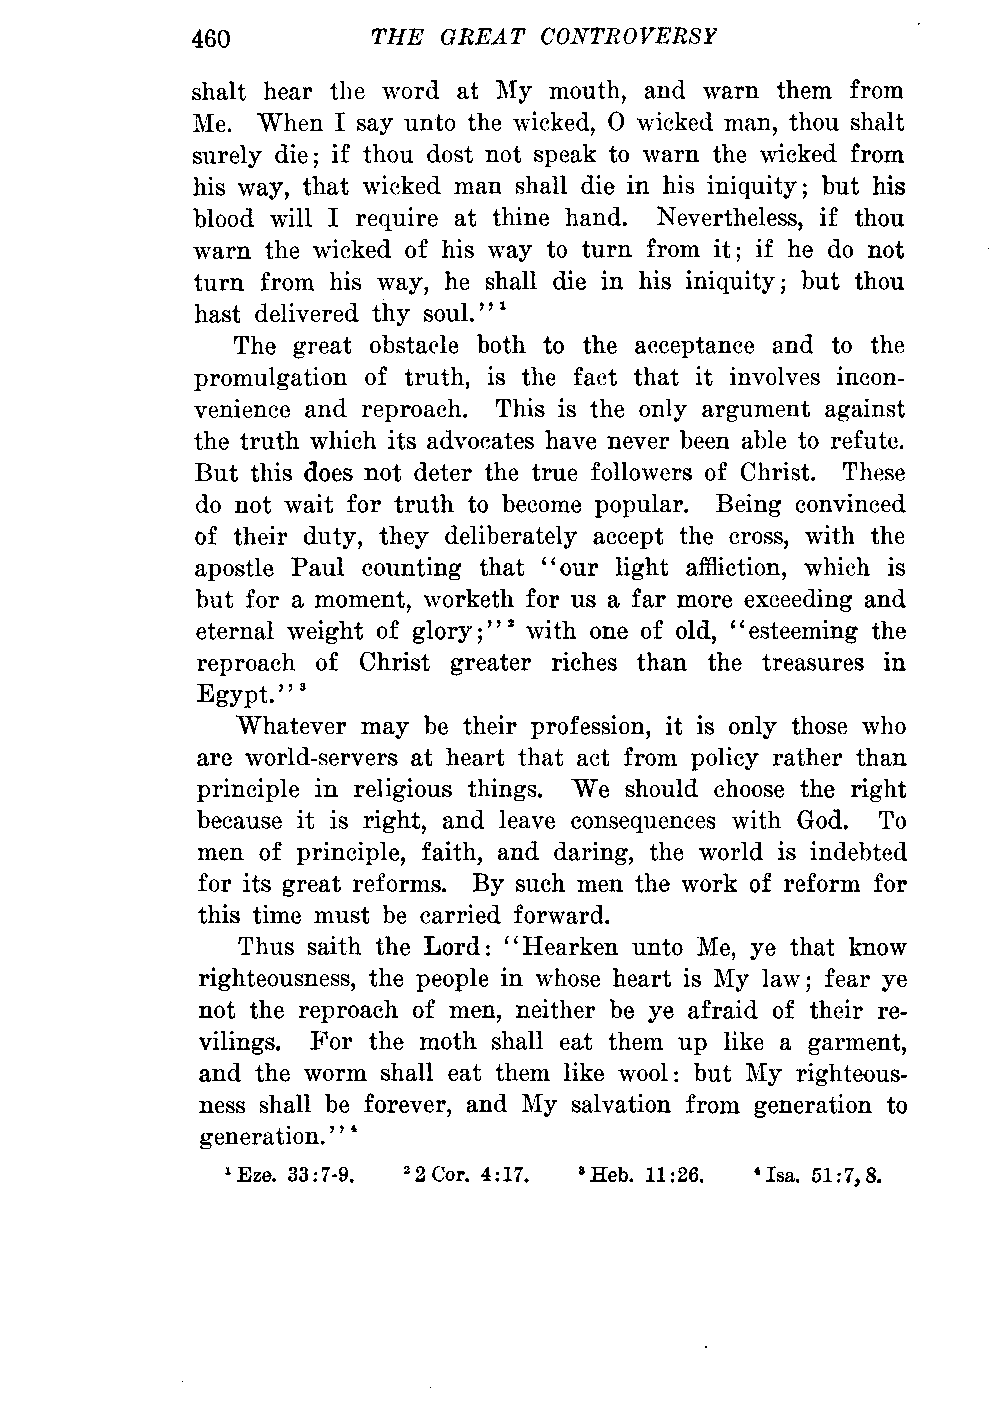 460 THE GREAT CONTROVERSY
shalt hear the word at My mouth, and warn them from
Me. When I say unto the wicked, O wicked man, thou shalt
surely die; if thou dost not speak to warn the wicked from
his way, that wicked man shall die in his iniquity; but his
blood will I require at thine hand. Nevertheless, if thou
warn the wicked of his way to turn from it; if he do not
turn from his way, he shall die in his iniquity; but thou
hast delivered thy soul."¹
The great obstacle both to the acceptance and to the
promulgation of truth, is the fact that it involves incon-
venience and reproach. This is the only argument against
the truth which its advocates have never been able to refute.
But this does not deter the true followers of Christ. These
do not wait for truth to become popular. Being convinced
of their duty, they deliberately accept the cross, with the
apostle Paul counting that "our light affliction, which is
but for a moment, worketh for us a far more exceeding and
eternal weight of glory;"² with one of old, "esteeming the
reproach of Christ greater riches than the treasures in
Egypt."³
Whatever may be their profession, it is only those who
are world-servers at heart that act from policy rather than
principle in religious things. We should choose the right
because it is right, and leave consequences with God. To
men of principle, faith, and daring, the world is indebted
for its great reforms. By such men the work of reform for
this time must be carried forward.
Thus saith the Lord: "Hearken unto Me, ye that know
righteousness, the people in whose heart is My law; fear ye
not the reproach of men, neither be ye afraid of their re-
vilings. For the moth shall eat them up like a garment,
and the worm shall eat them like wool: but My righteous-
ness shall be forever, and My salvation from generation to
generation."⁴
¹ Eze. 33:7-9. ² 2 Cor. 4:17. ³ Heb. 11:26. ⁴ Isa. 51:7, 8.